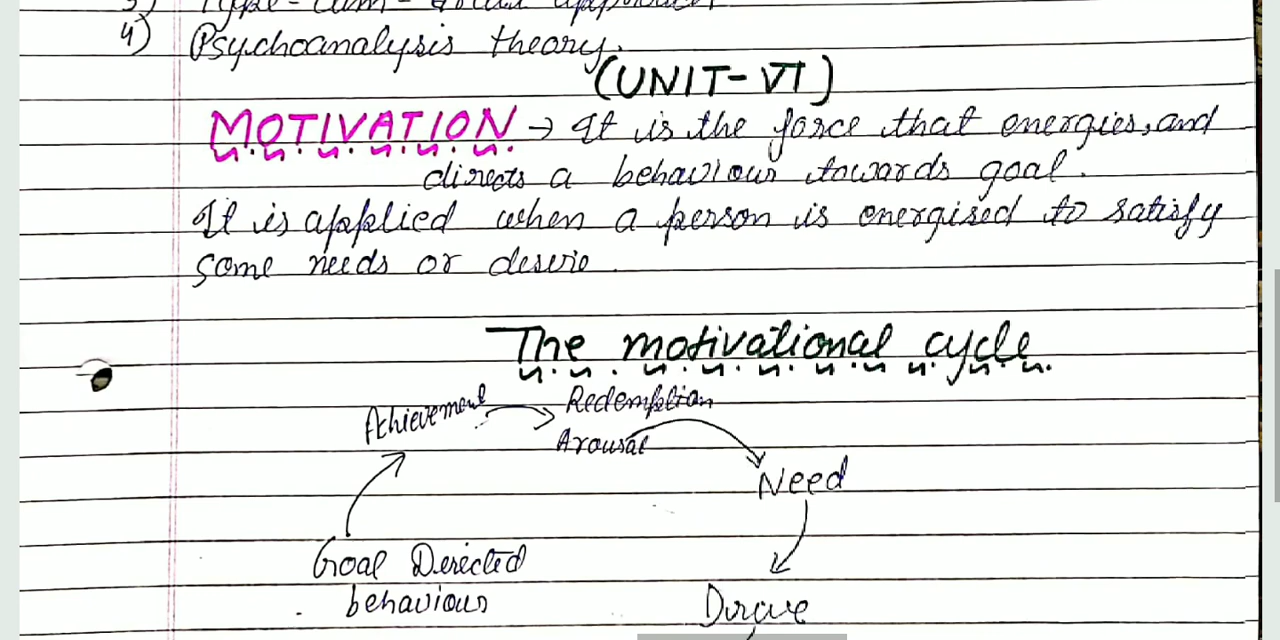 4) Psychoanalysis theory.
(UNIT-VI)
MOTIVATION → It is the force that energies, and
directs a behaviour towards goal.
It is applied when a person is energised to satisfy
some needs or desire.
The motivational cycle
Achievement → Redemption
Arousal
Need
Goal Derected
behaviour
Dirave